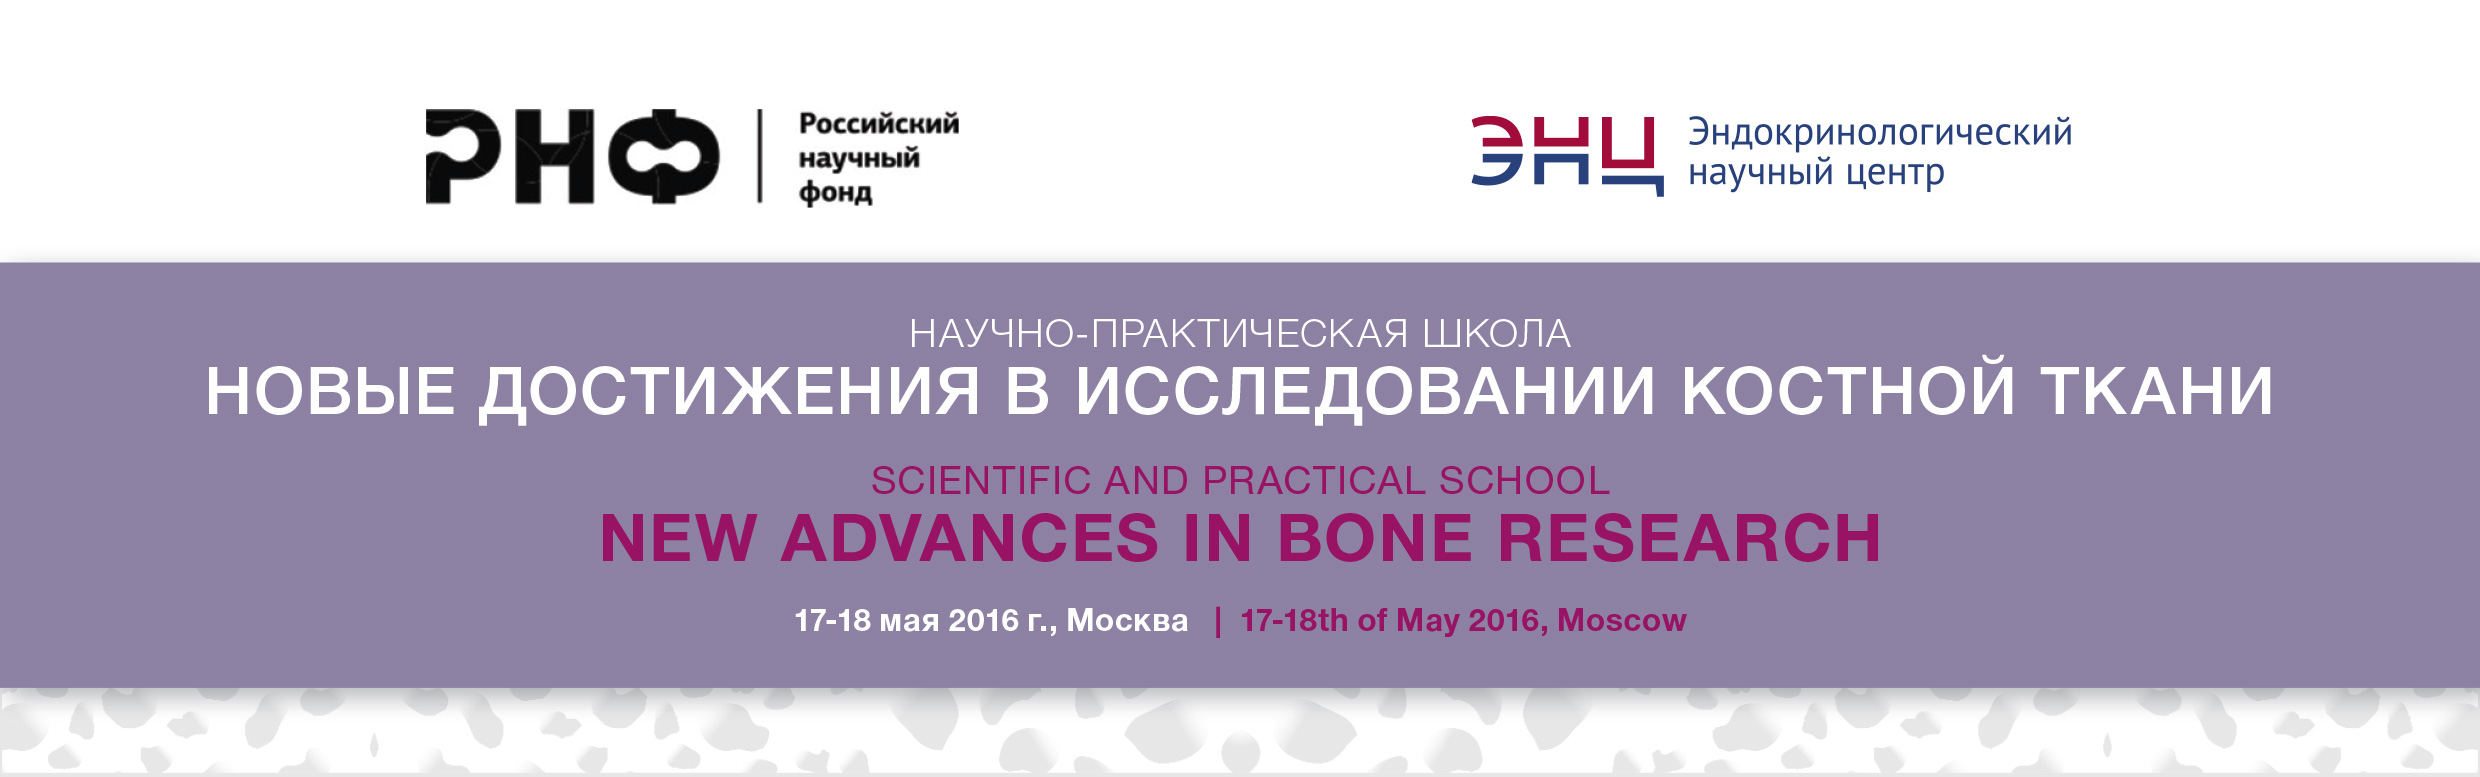 РНФ
Российский
научный
фонд
ЭНЦ
Эндокринологический
научный центр
НАУЧНО-ПРАКТИЧЕСКАЯ ШКОЛА
НОВЫЕ ДОСТИЖЕНИЯ В ИССЛЕДОВАНИИ КОСТНОЙ ТКАНИ
SCIENTIFIC AND PRACTICAL SCHOOL
NEW ADVANCES IN BONE RESEARCH
17-18 мая 2016 г., Москва | 17-18th of May 2016, Moscow